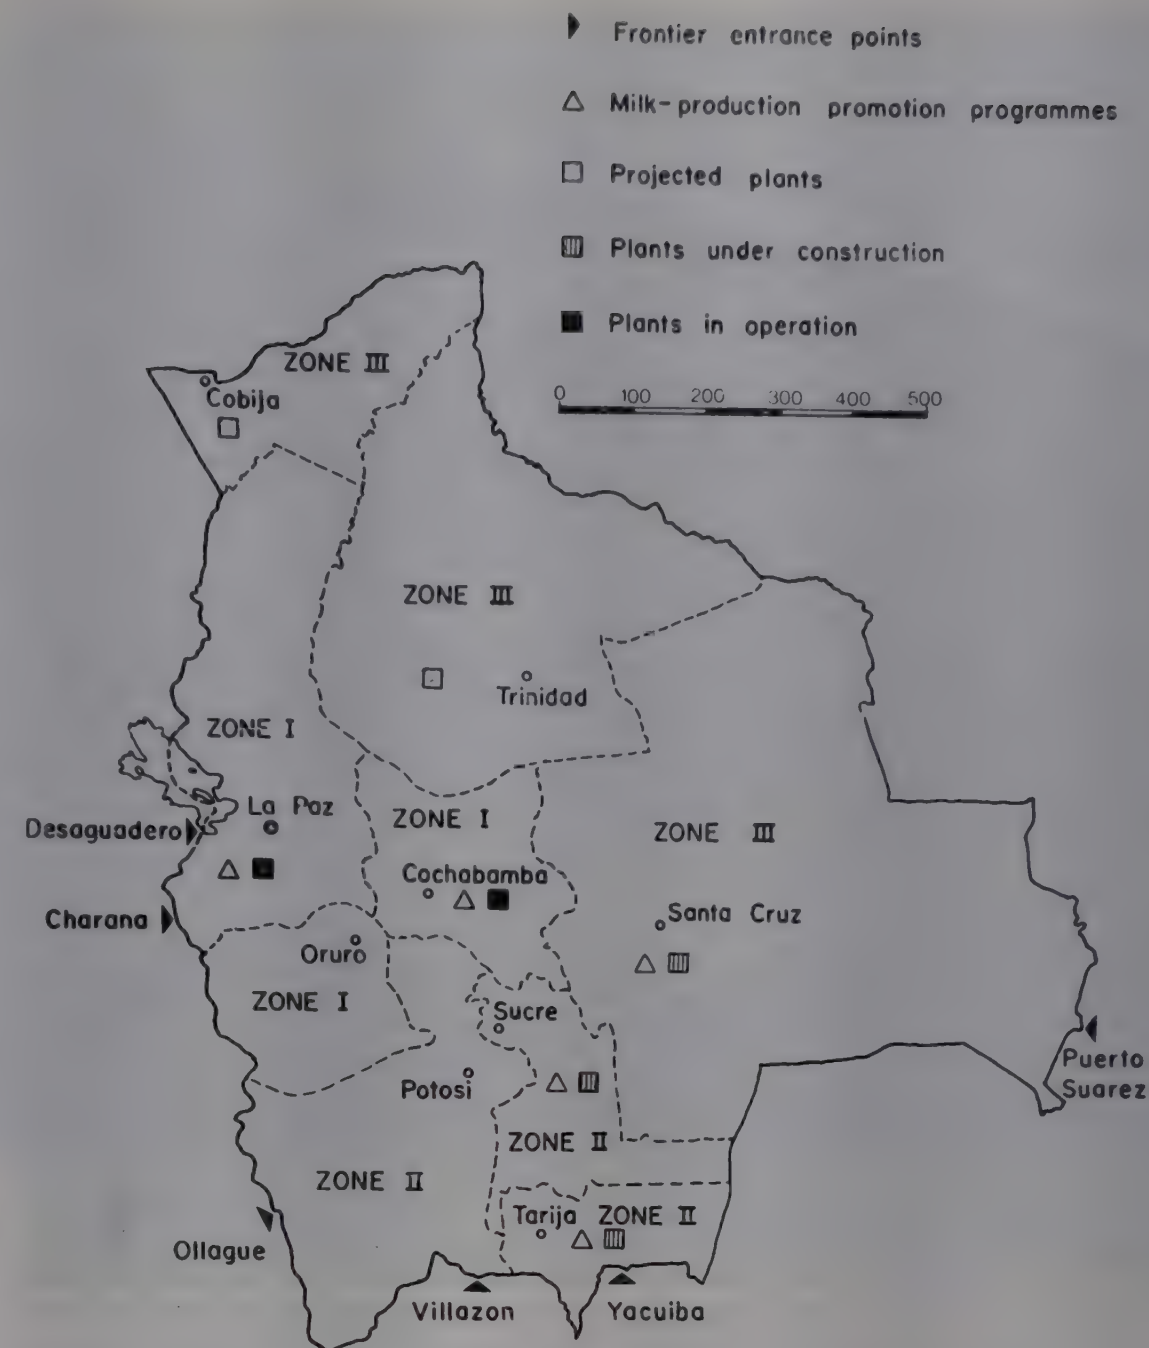 Frontier entrance points
Milk-production promotion programmes
Projected plants
Plants under construction
Plants in operation
0 100 200 300 400 500
ZONE III
Cobija
ZONE III
Trinidad
ZONE I
La Paz
Desaguadero
ZONE I
ZONE III
Cochabamba
Charana
Santa Cruz
Oruro
ZONE I
Sucre
Puerto
Suarez
Potosi
ZONE II
ZONE II
Tarija ZONE II
Ollague
Villazon
Yacuiba